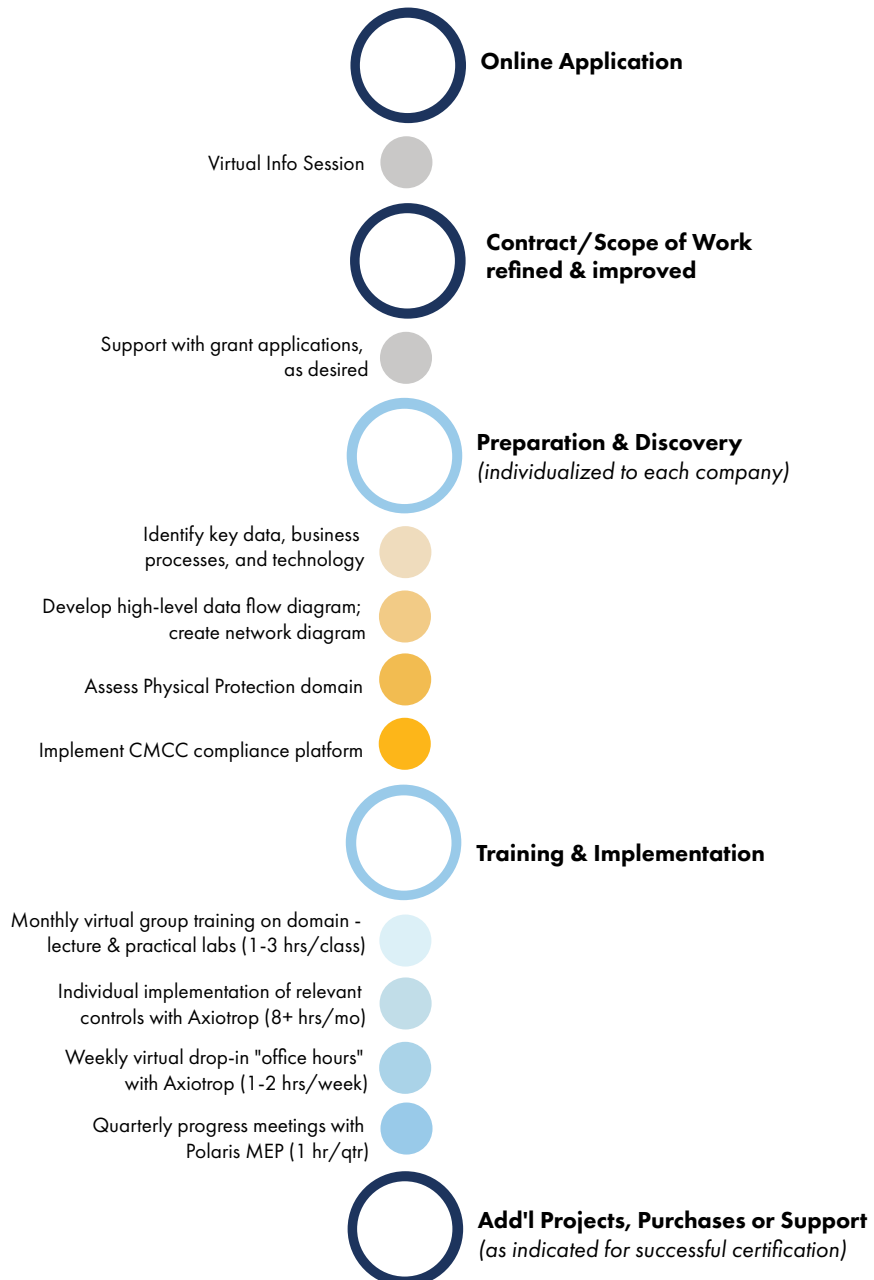 Online Application
Virtual Info Session
Contract/Scope of Work
refined & improved
Support with grant applications,
as desired
Preparation & Discovery
(individualized to each company)
Identify key data, business
processes, and technology
Develop high-level data flow diagram;
create network diagram
Assess Physical Protection domain
Implement CMCC compliance platform
Training & Implementation
Monthly virtual group training on domain -
lecture & practical labs (1-3 hrs/class)
Individual implementation of relevant
controls with Axiotrop (8+ hrs/mo)
Weekly virtual drop-in "office hours"
with Axiotrop (1-2 hrs/week)
Quarterly progress meetings with
Polaris MEP (1 hr/qtr)
Add'l Projects, Purchases or Support
(as indicated for successful certification)